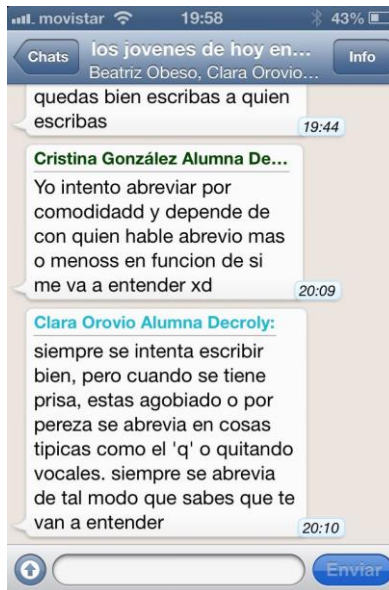 movistar 19:58 43%
Chats los jovenes de hoy en... Info
Beatriz Obeso, Clara Orovio...
quedas bien escribas a quien
escribas
19:44
Cristina González Alumna De...
Yo intento abreviar por
comodidadd y depende de
con quien hable abrevio mas
o menoss en funcion de si
me va a entender xd
20:09
Clara Orovio Alumna Decroly:
siempre se intenta escribir
bien, pero cuando se tiene
prisa, estas agobiado o por
pereza se abrevia en cosas
tipicas como el 'q' o quitando
vocales. siempre se abrevia
de tal modo que sabes que te
van a entender
20:10
Enviar